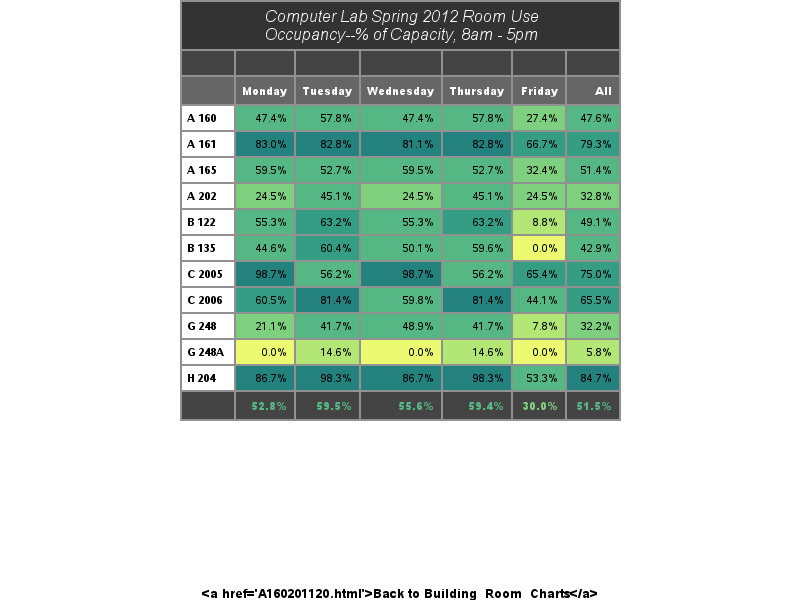 Computer Lab Spring 2012 Room Use
Occupancy--% of Capacity, 8am - 5pm
Monday Tuesday Wednesday Thursday Friday All
A 160 47.4% 57.8% 47.4% 57.8% 27.4% 47.6%
A 161 83.0% 82.8% 81.1% 82.8% 66.7% 79.3%
A 165 59.5% 52.7% 59.5% 52.7% 32.4% 51.4%
A 202 24.5% 45.1% 24.5% 45.1% 24.5% 32.8%
B 122 55.3% 63.2% 55.3% 63.2% 8.8% 49.1%
B 135 44.6% 60.4% 50.1% 59.6% 0.0% 42.9%
C 2005 98.7% 56.2% 98.7% 56.2% 65.4% 75.0%
C 2006 60.5% 81.4% 59.8% 81.4% 44.1% 65.5%
G 248 21.1% 41.7% 48.9% 41.7% 7.8% 32.2%
G 248A 0.0% 14.6% 0.0% 14.6% 0.0% 5.8%
H 204 86.7% 98.3% 86.7% 98.3% 53.3% 84.7%
52.8% 59.5% 55.6% 59.4% 30.0% 51.5%
<a href='A160201120.html'>Back to Building_Room_Charts</a>